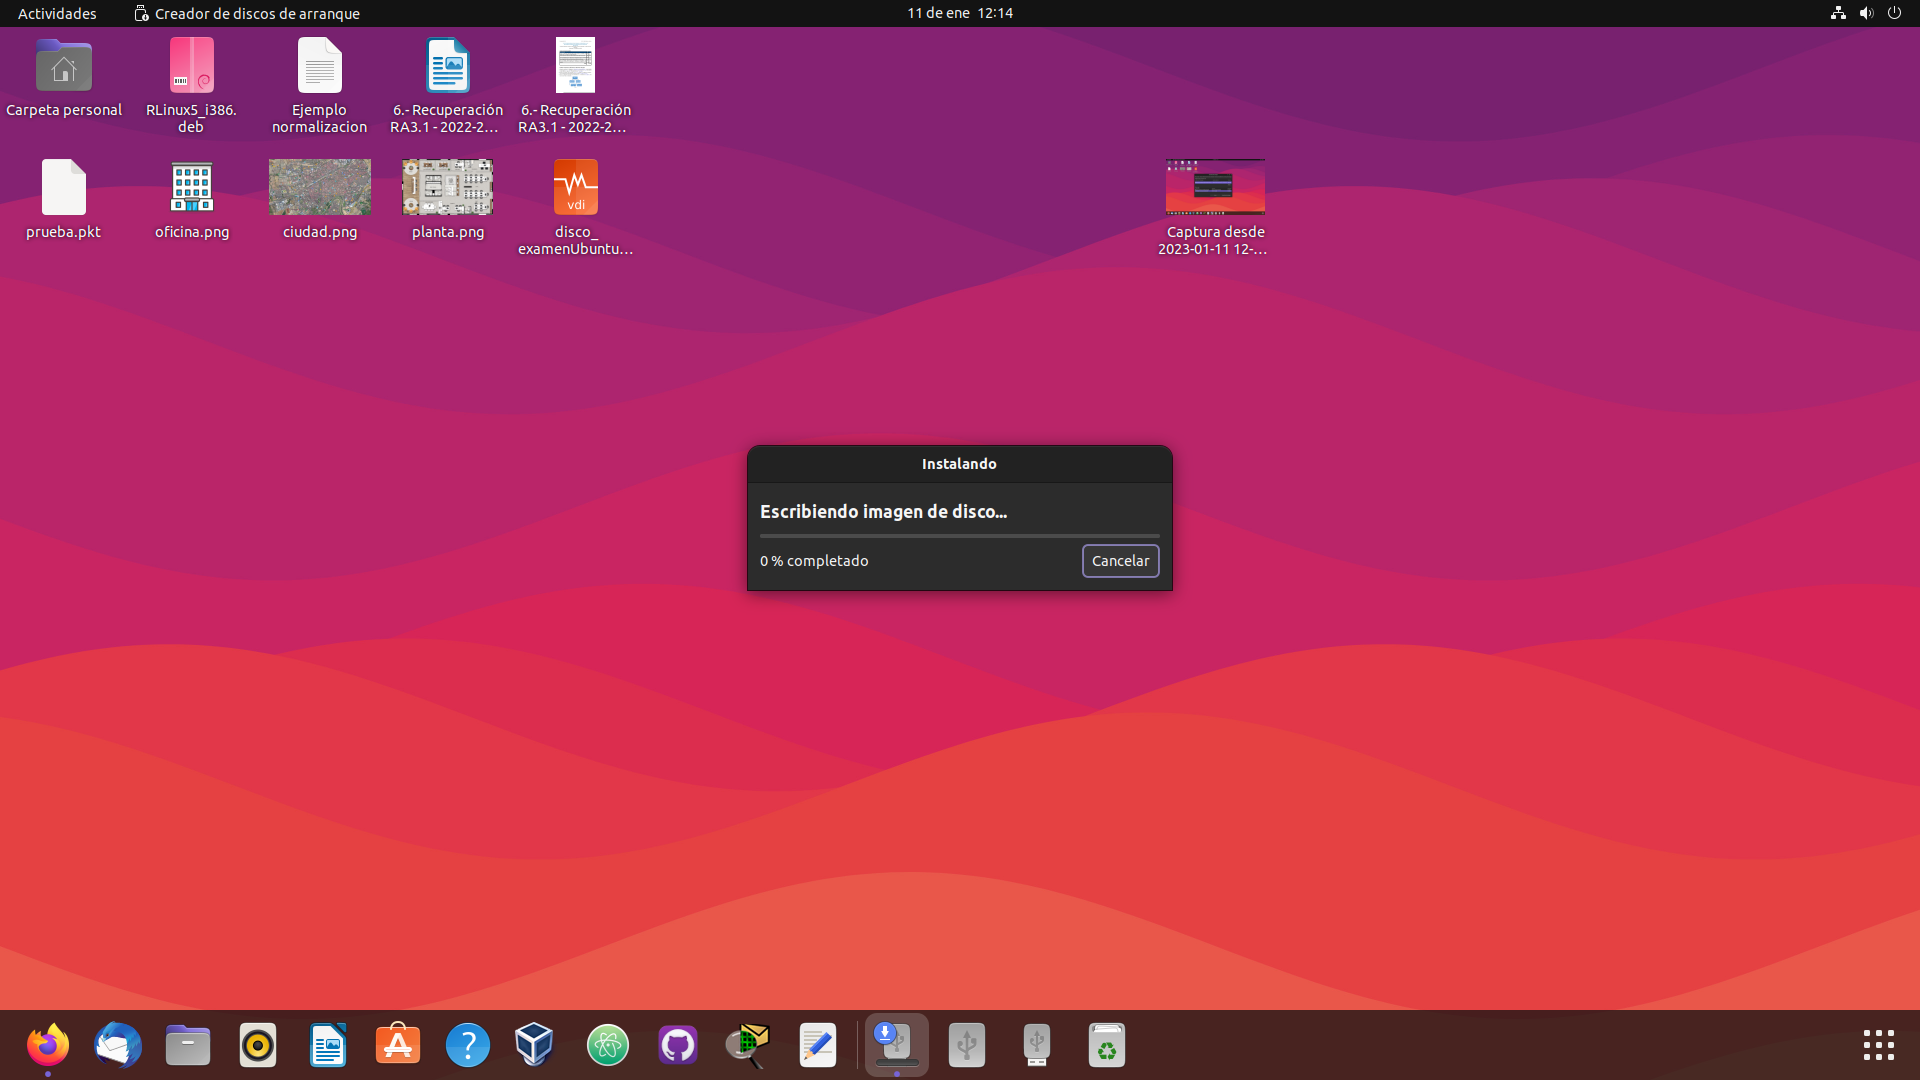 Actividades
Creador de discos de arranque
11 de ene 12:14
Carpeta personal
RLinux5_i386.
deb
Ejemplo
normalizacion
6.- Recuperación
RA3.1 - 2022-2...
6.- Recuperación
RA3.1 - 2022-2...
prueba.pkt
oficina.png
ciudad.png
planta.png
vdi
disco_
examenUbuntu...
Captura desde
2023-01-11 12-...
Instalando
Escribiendo imagen de disco...
0 % completado
Cancelar